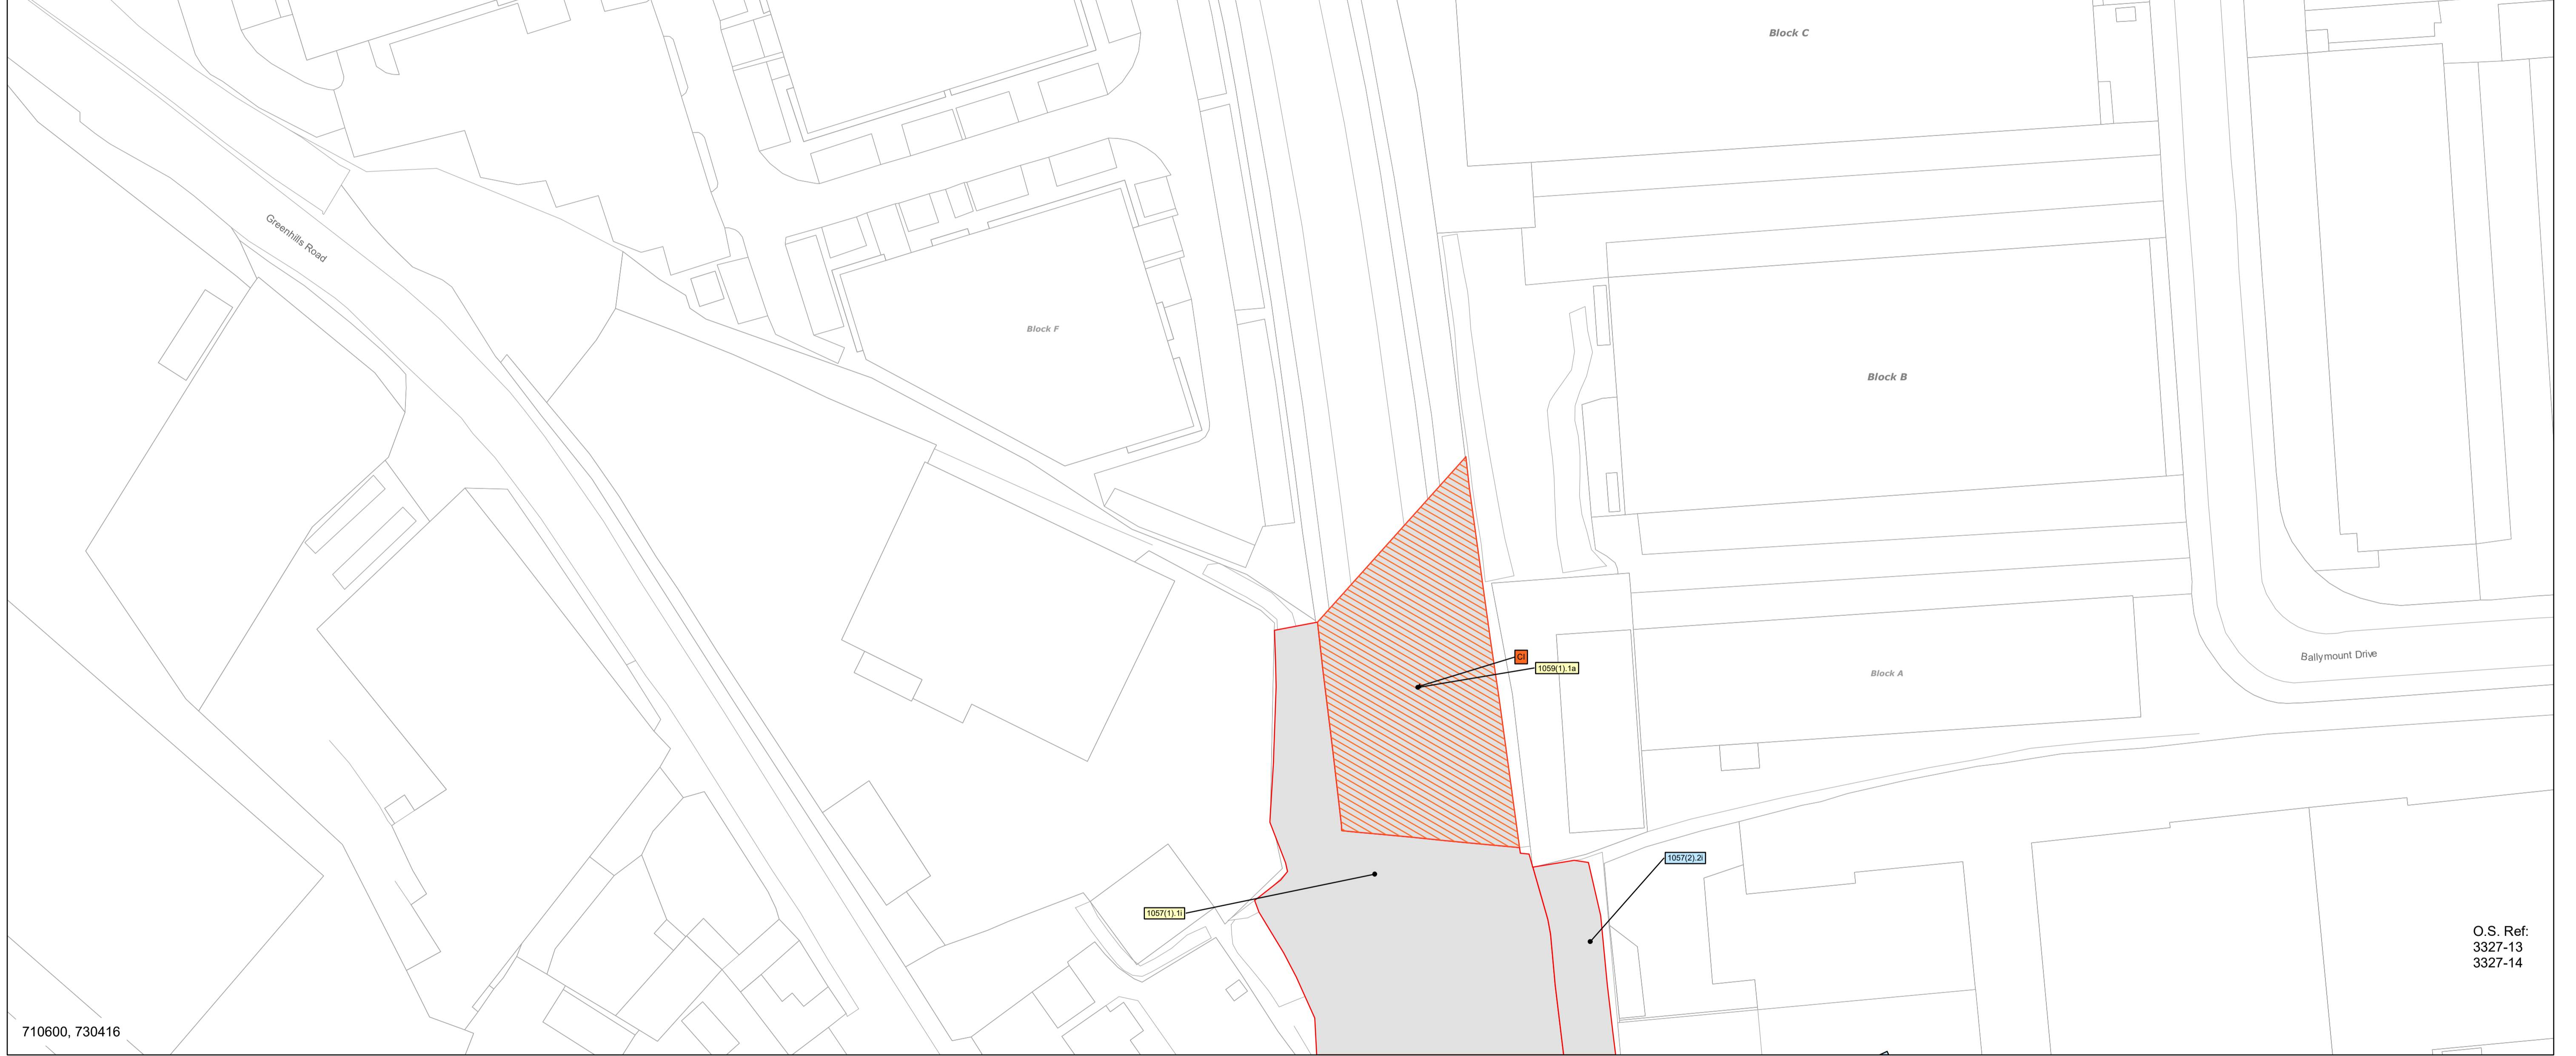 Block C
Greenhills Road
Block F
Block B
CI
1059(1).1a
Ballymount Drive
Block A
1057(2).2i
1057(1).1i
O.S. Ref:
3327-13
3327-14
710600, 730416